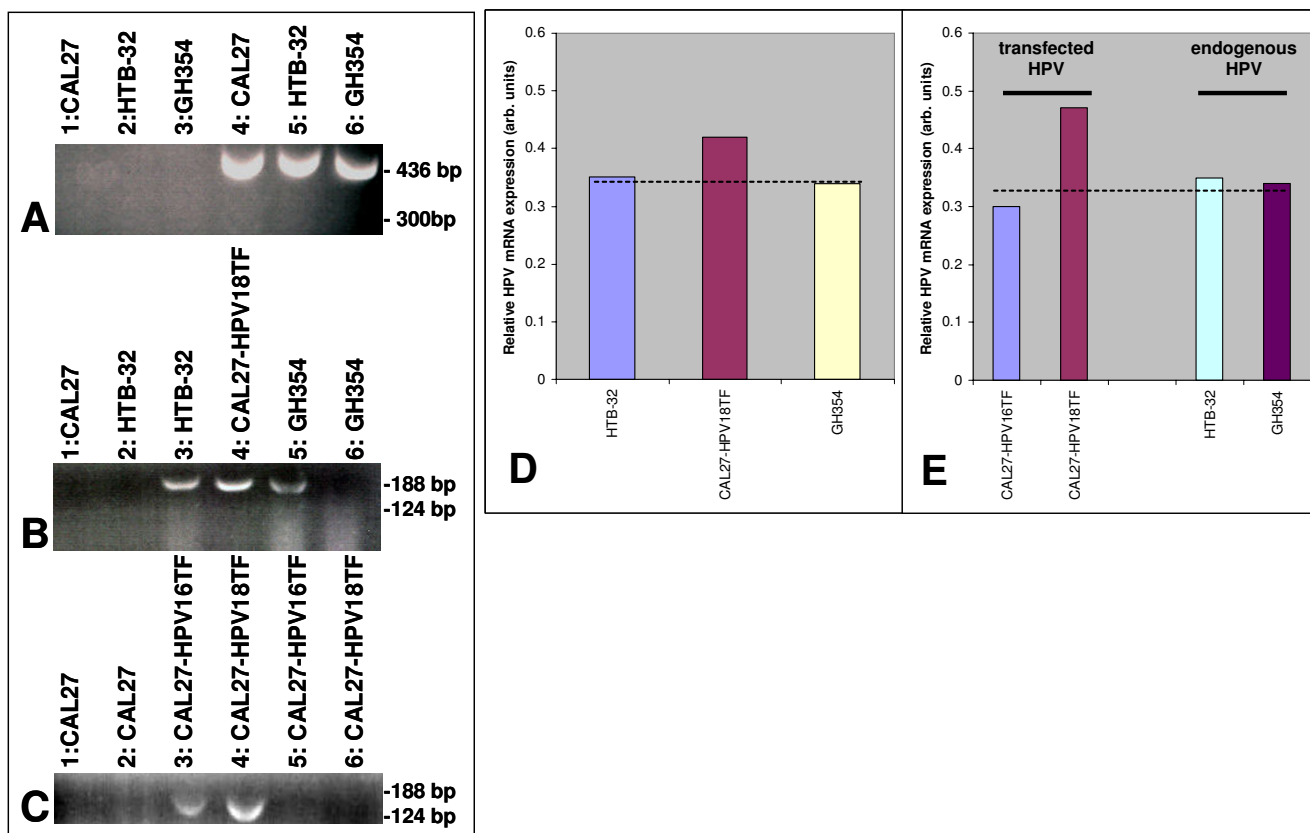 1:CAL27
2:HTB-32
3:GH354
4: CAL27
5: HTB-32
6: GH354
- 436 bp
- 300bp
A
1:CAL27
2: HTB-32
3: HTB-32
4: CAL27-HPV18TF
5: GH354
6: GH354
-188 bp
-124 bp
B
1:CAL27
2: CAL27
3: CAL27-HPV16TF
4: CAL27-HPV18TF
5: CAL27-HPV16TF
6: CAL27-HPV18TF
-188 bp
-124 bp
C
Relative HPV mRNA expression (arb. units)
0.6
0.5
0.4
0.3
0.2
0.1
0
HTB-32
CAL27-HPV18TF
GH354
D
Relative HPV mRNA expression (arb. units)
0.6
0.5
0.4
0.3
0.2
0.1
0
transfected
HPV
endogenous
HPV
CAL27-HPV16TF
CAL27-HPV18TF
HTB-32
GH354
E